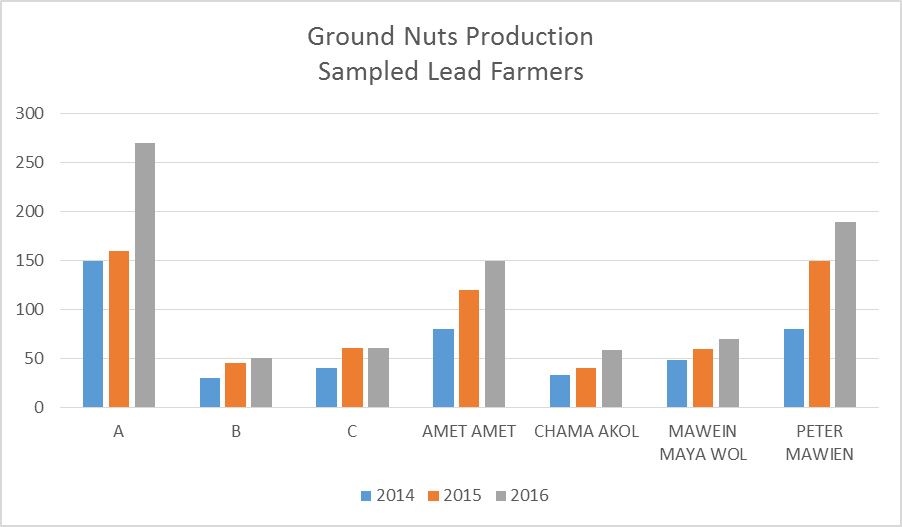 Ground Nuts Production
Sampled Lead Farmers
300
250
200
150
100
50
0
A B C AMET AMET CHAMA AKOL MAWEIN MAYA WOL PETER MAWIEN
2014 2015 2016